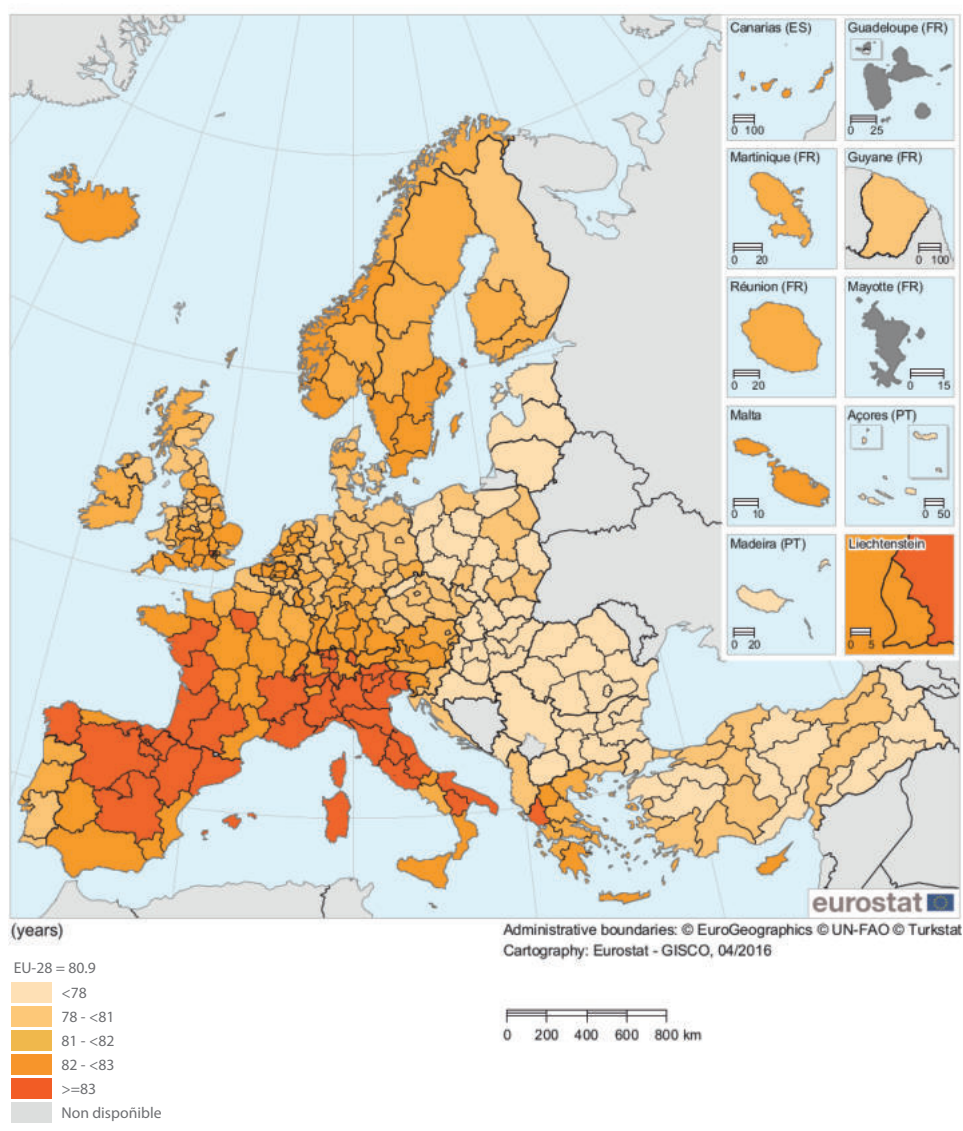 Canarias (ES)
0 100
Guadeloupe (FR)
0 25
Martinique (FR)
0 20
Guyane (FR)
0 100
Réunion (FR)
0 20
Mayotte (FR)
0 15
Malta
0 10
Açores (PT)
0 50
Madeira (PT)
0 20
Liechtenstein
0 5
eurostat
(years)
Administrative boundaries: © EuroGeographics © UN-FAO © Turkstat
Cartography: Eurostat - GISCO, 04/2016
EU-28 = 80.9
<78
78 - <81
81 - <82
82 - <83
>=83
Non dispoñible
0 200 400 600 800 km